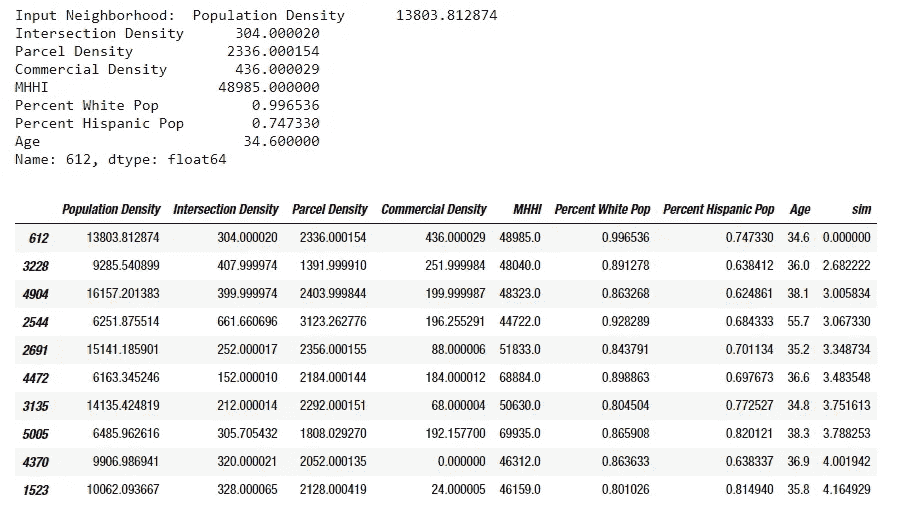 Input Neighborhood: Population Density 13803.812874
Intersection Density 304.000020
Parcel Density 2336.000154
Commercial Density 436.000029
MHHI 48985.000000
Percent White Pop 0.996536
Percent Hispanic Pop 0.747330
Age 34.600000
Name: 612, dtype: float64
Population Density Intersection Density Parcel Density Commercial Density MHHI Percent White Pop Percent Hispanic Pop Age sim
612 13803.812874 304.000020 2336.000154 436.000029 48985.0 0.996536 0.747330 34.6 0.000000
3228 9285.540899 407.999974 1391.999910 251.999984 48040.0 0.891278 0.638412 36.0 2.682222
4904 16157.201383 399.999974 2403.999844 199.999987 48323.0 0.863268 0.624861 38.1 3.005834
2544 6251.875514 661.660696 3123.262776 196.255291 44722.0 0.928289 0.684333 55.7 3.067330
2691 15141.185901 252.000017 2356.000155 88.000006 51833.0 0.843791 0.701134 35.2 3.348734
4472 6163.345246 152.000010 2184.000144 184.000012 68884.0 0.898863 0.697673 36.6 3.483548
3135 14135.424819 212.000014 2292.000151 68.000004 50630.0 0.804504 0.772527 34.8 3.751613
5005 6485.962616 305.705432 1808.029270 192.157700 69935.0 0.865908 0.820121 38.3 3.788253
4370 9906.986941 320.000021 2052.000135 0.000000 46312.0 0.863633 0.638337 36.9 4.001942
1523 10062.093667 328.000065 2128.000419 24.000005 46159.0 0.801026 0.814940 35.8 4.164929